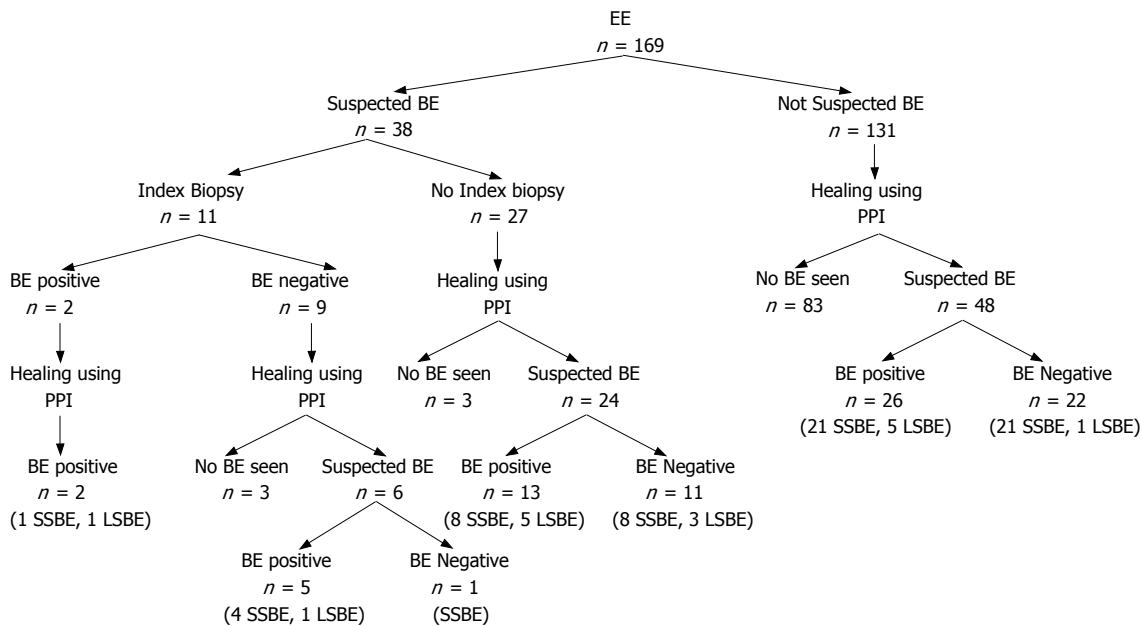 EE
n = 169
Suspected BE
n = 38
Not Suspected BE
n = 131
Index Biopsy
n = 11
No Index biopsy
n = 27
Healing using
PPI
BE positive
n = 2
BE negative
n = 9
Healing using
PPI
No BE seen
n = 83
Suspected BE
n = 48
Healing using
PPI
Healing using
PPI
No BE seen
n = 3
Suspected BE
n = 24
BE positive
n = 26
(21 SSBE, 5 LSBE)
BE Negative
n = 22
(21 SSBE, 1 LSBE)
BE positive
n = 2
(1 SSBE, 1 LSBE)
No BE seen
n = 3
Suspected BE
n = 6
BE positive
n = 13
(8 SSBE, 5 LSBE)
BE Negative
n = 11
(8 SSBE, 3 LSBE)
BE positive
n = 5
(4 SSBE, 1 LSBE)
BE Negative
n = 1
(SSBE)